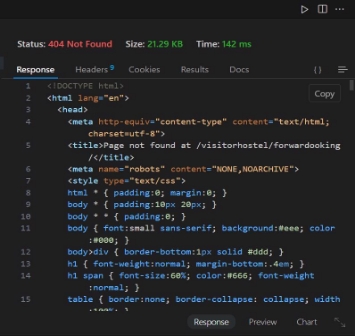 Status: 404 Not Found Size: 21.29 KB Time: 142 ms
Response Headers 9 Cookies Results Docs { }
Copy
1 <!DOCTYPE html>
2 <html lang="en">
3 <head>
4 <meta http-equiv="content-type" content="text/html;
charset=utf-8">
5 <title>Page not found at /visitorhostel/forwardooking
/</title>
6 <meta name="robots" content="NONE,NOARCHIVE">
7 <style type="text/css">
8 html * { padding:0; margin:0; }
9 body * { padding:10px 20px; }
10 body * * { padding:0; }
11 body { font:small sans-serif; background:#eee; color
:#000; }
12 body>div { border-bottom:1px solid #ddd; }
13 h1 { font-weight:normal; margin-bottom:.4em; }
14 h1 span { font-size:60%; color:#666; font-weight
:normal; }
15 table { border:none; border-collapse: collapse; width
:100%; }
Response Preview Chart